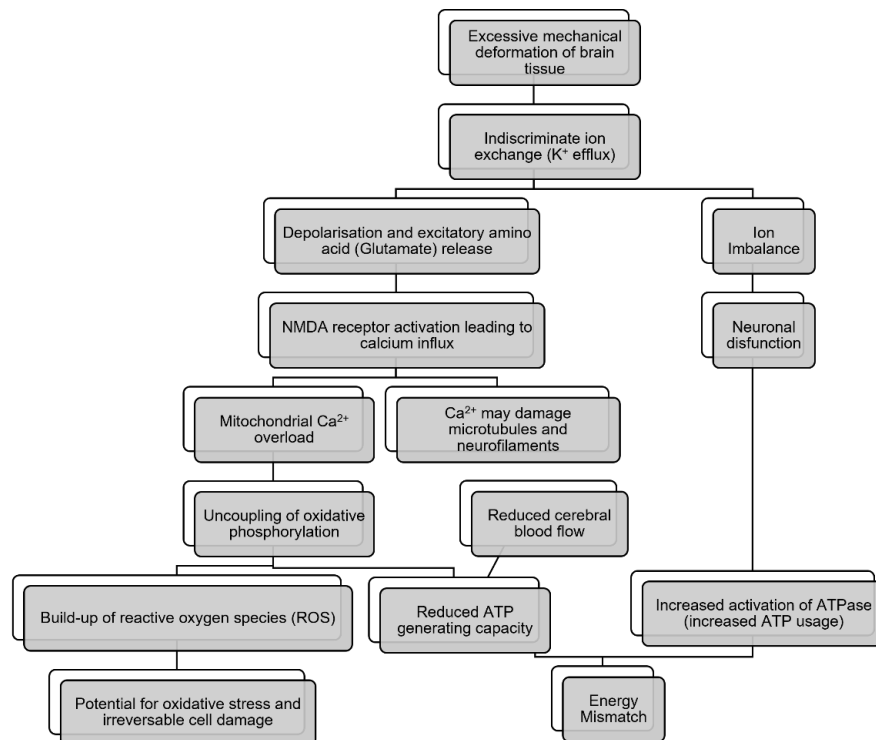 Excessive mechanical
deformation of brain
tissue
Indiscriminate ion
exchange (K⁺ efflux)
Depolarisation and excitatory amino
acid (Glutamate) release
Ion
Imbalance
NMDA receptor activation leading to
calcium influx
Neuronal
disfunction
Mitochondrial Ca²⁺
overload
Ca²⁺ may damage
microtubules and
neurofilaments
Uncoupling of oxidative
phosphorylation
Reduced cerebral
blood flow
Build-up of reactive oxygen species (ROS)
Reduced ATP
generating capacity
Increased activation of ATPase
(increased ATP usage)
Potential for oxidative stress and
irreversable cell damage
Energy
Mismatch